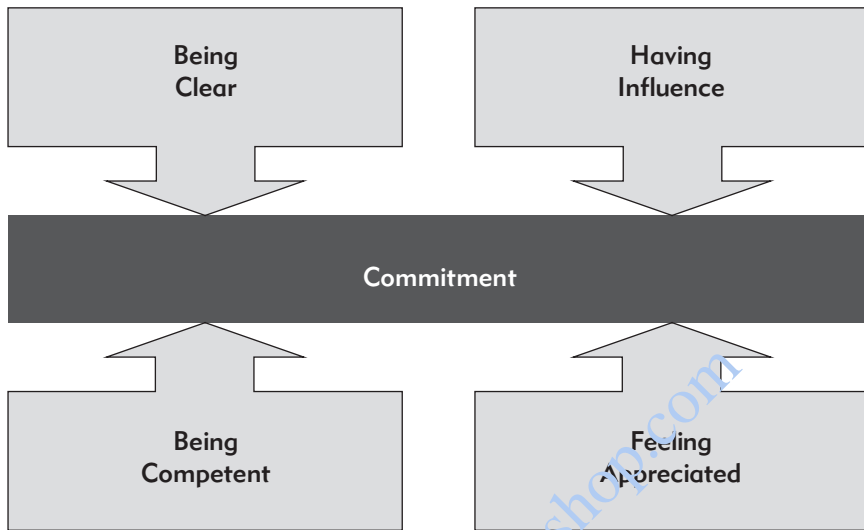 Being
Clear
Having
Influence
Commitment
Being
Competent
Feeling
Appreciated
shop.com